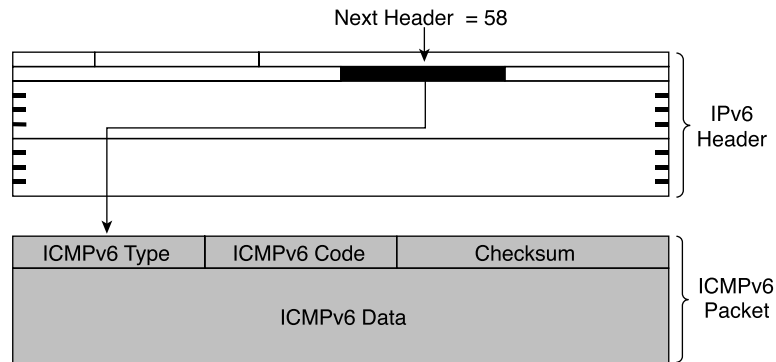 Next Header = 58
IPv6
Header
ICMPv6 Type
ICMPv6 Code
Checksum
ICMPv6 Data
ICMPv6
Packet